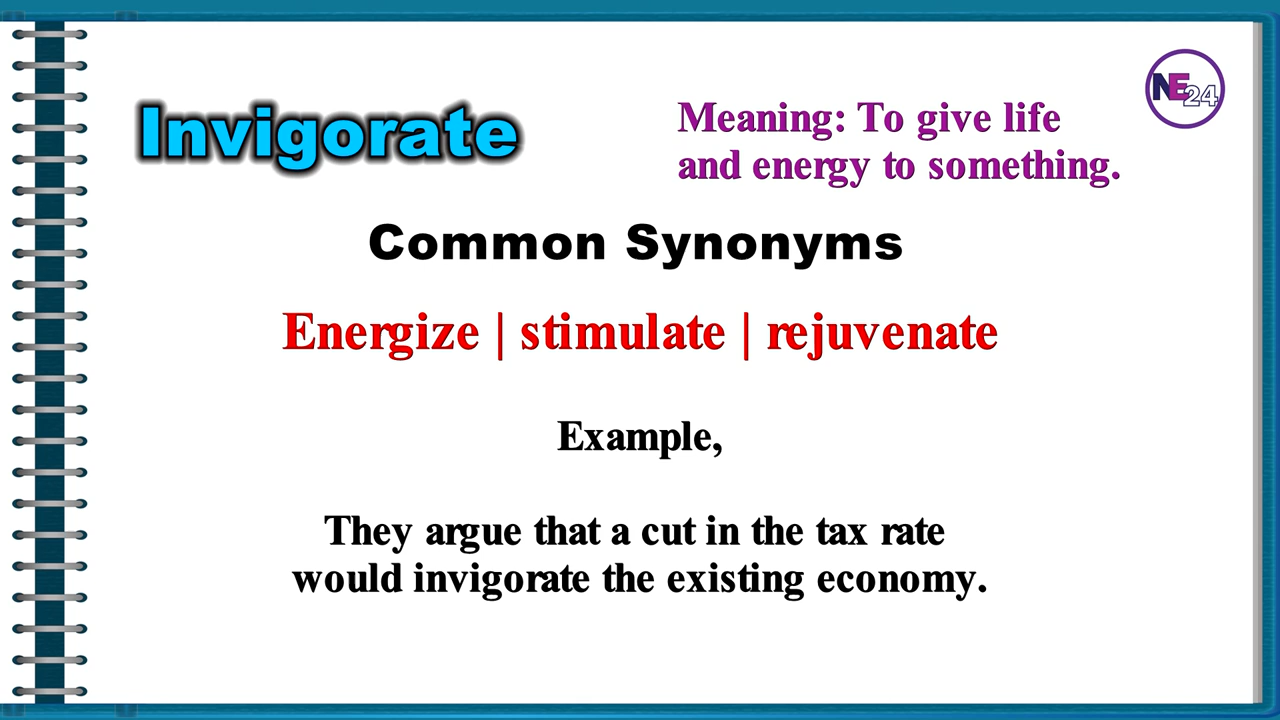 Invigorate
Meaning: To give life
and energy to something.
NE24
Common Synonyms
Energize | stimulate | rejuvenate
Example,
They argue that a cut in the tax rate
would invigorate the existing economy.